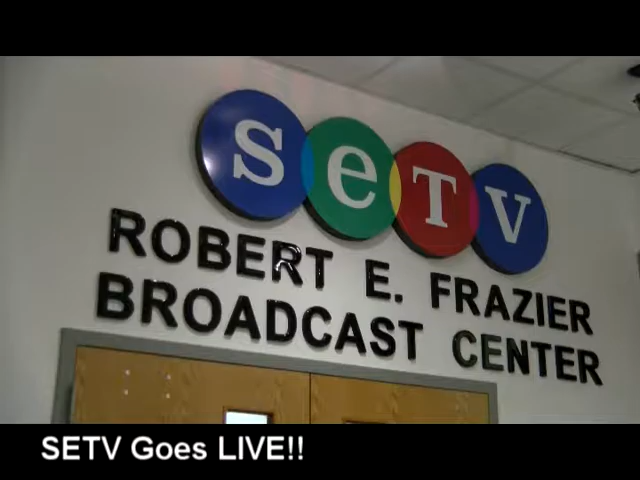 SeTV
ROBERT E. FRAZIER
BROADCAST CENTER
SETV Goes LIVE!!